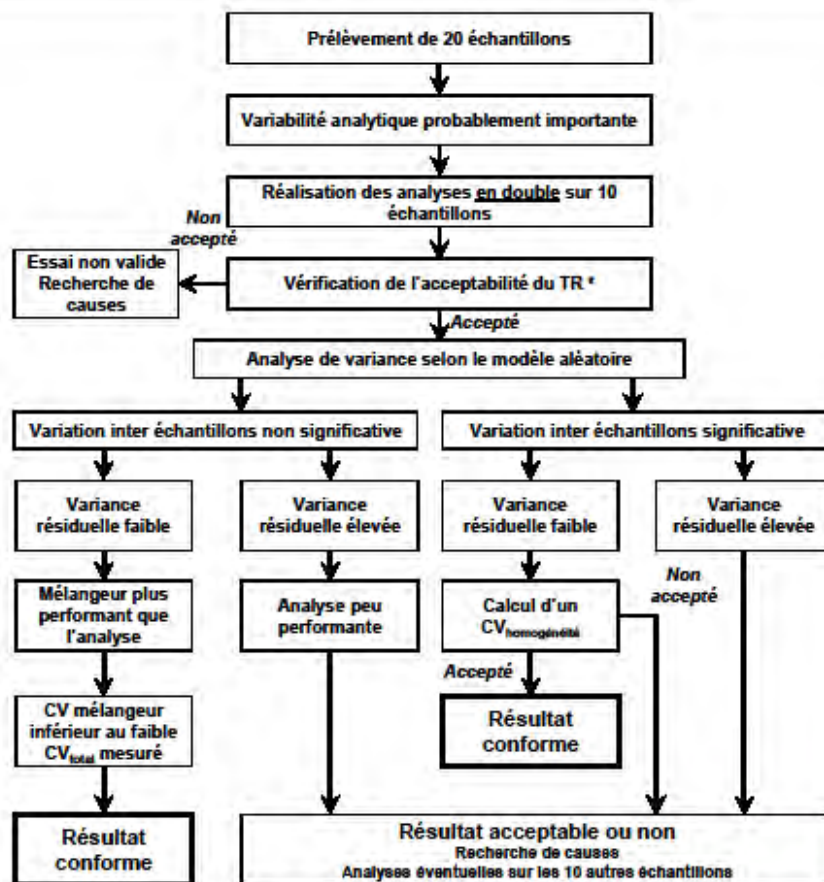 Prélèvement de 20 échantillons
Variabilité analytique probablement importante
Réalisation des analyses en double sur 10
échantillons
Non
accepté
Essai non valide
Recherche de
causes
Vérification de l'acceptabilité du TR *
Accepté
Analyse de variance selon le modèle aléatoire
Variation inter échantillons non significative
Variation inter échantillons significative
Variance
résiduelle faible
Variance
résiduelle élevée
Variance
résiduelle faible
Variance
résiduelle élevée
Mélangeur plus
performant que
l'analyse
Analyse peu
performante
Calcul d'un
CVhomogénéité
Non
accepté
Accepté
CV mélangeur
inférieur au faible
CVtotal mesuré
Résultat
conforme
Résultat
conforme
Résultat acceptable ou non
Recherche de causes
Analyses éventuelles sur les 10 autres échantillons